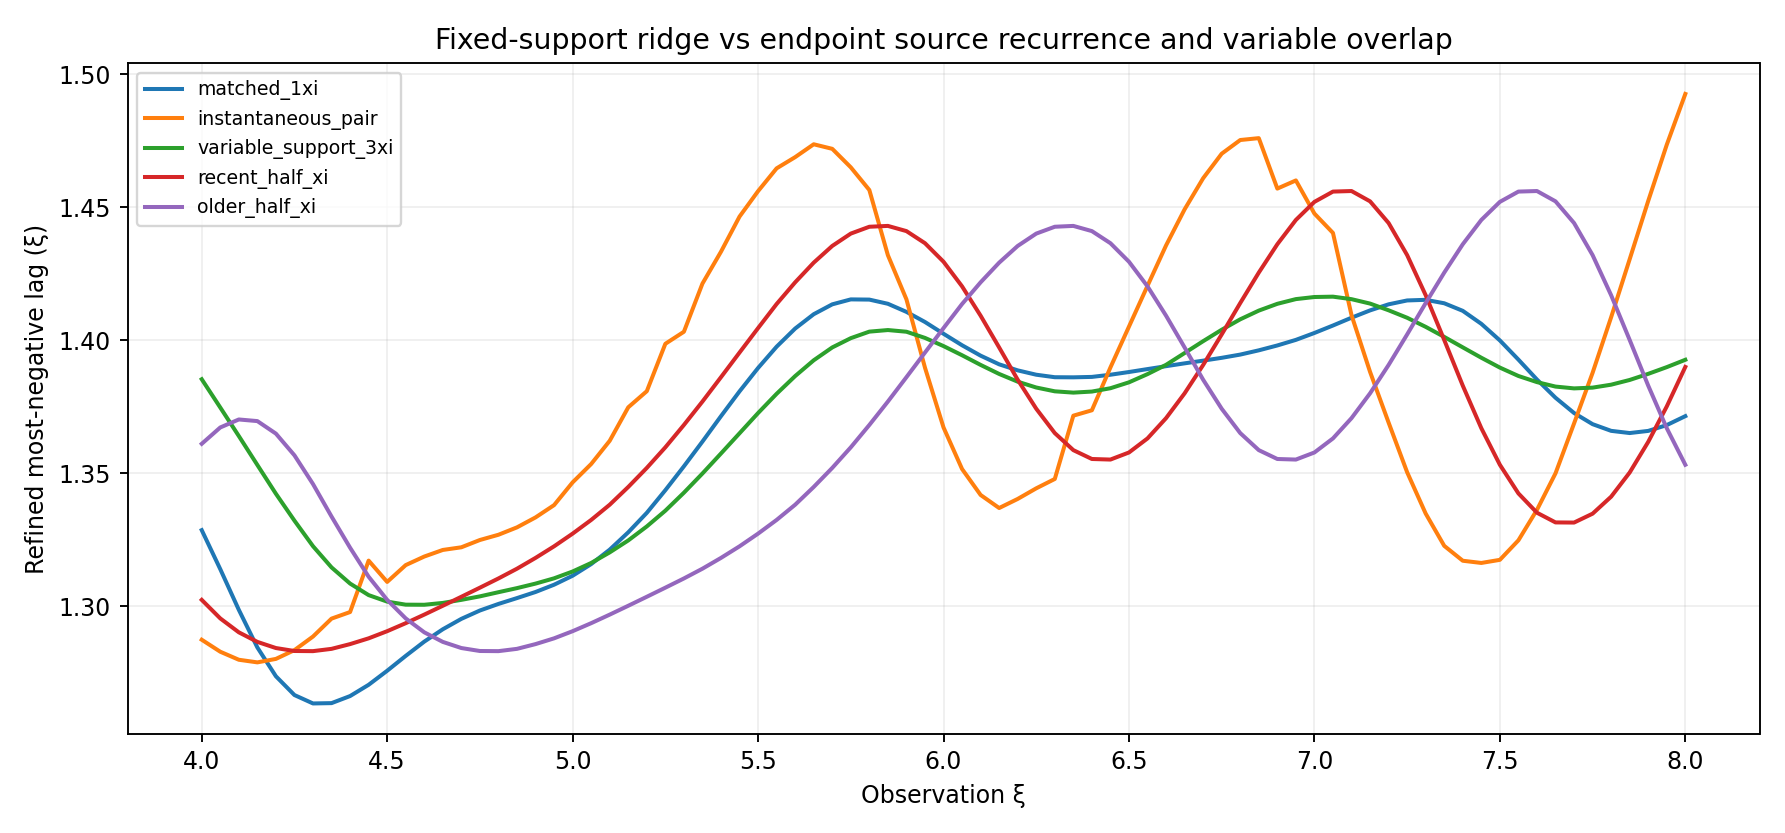 Fixed-support ridge vs endpoint source recurrence and variable overlap
matched_1xi
instantaneous_pair
variable_support_3xi
recent_half_xi
older_half_xi
Refined most-negative lag (ξ)
1.50
1.45
1.40
1.35
1.30
4.0 4.5 5.0 5.5 6.0 6.5 7.0 7.5 8.0
Observation ξ